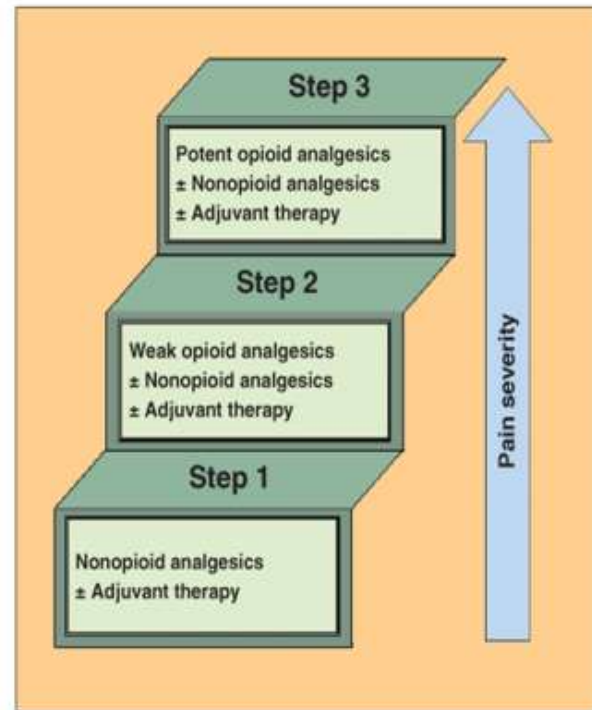 Step 3
Potent opioid analgesics
± Nonopioid analgesics
± Adjuvant therapy
Step 2
Weak opioid analgesics
± Nonopioid analgesics
± Adjuvant therapy
Step 1
Nonopioid analgesics
± Adjuvant therapy
Pain severity